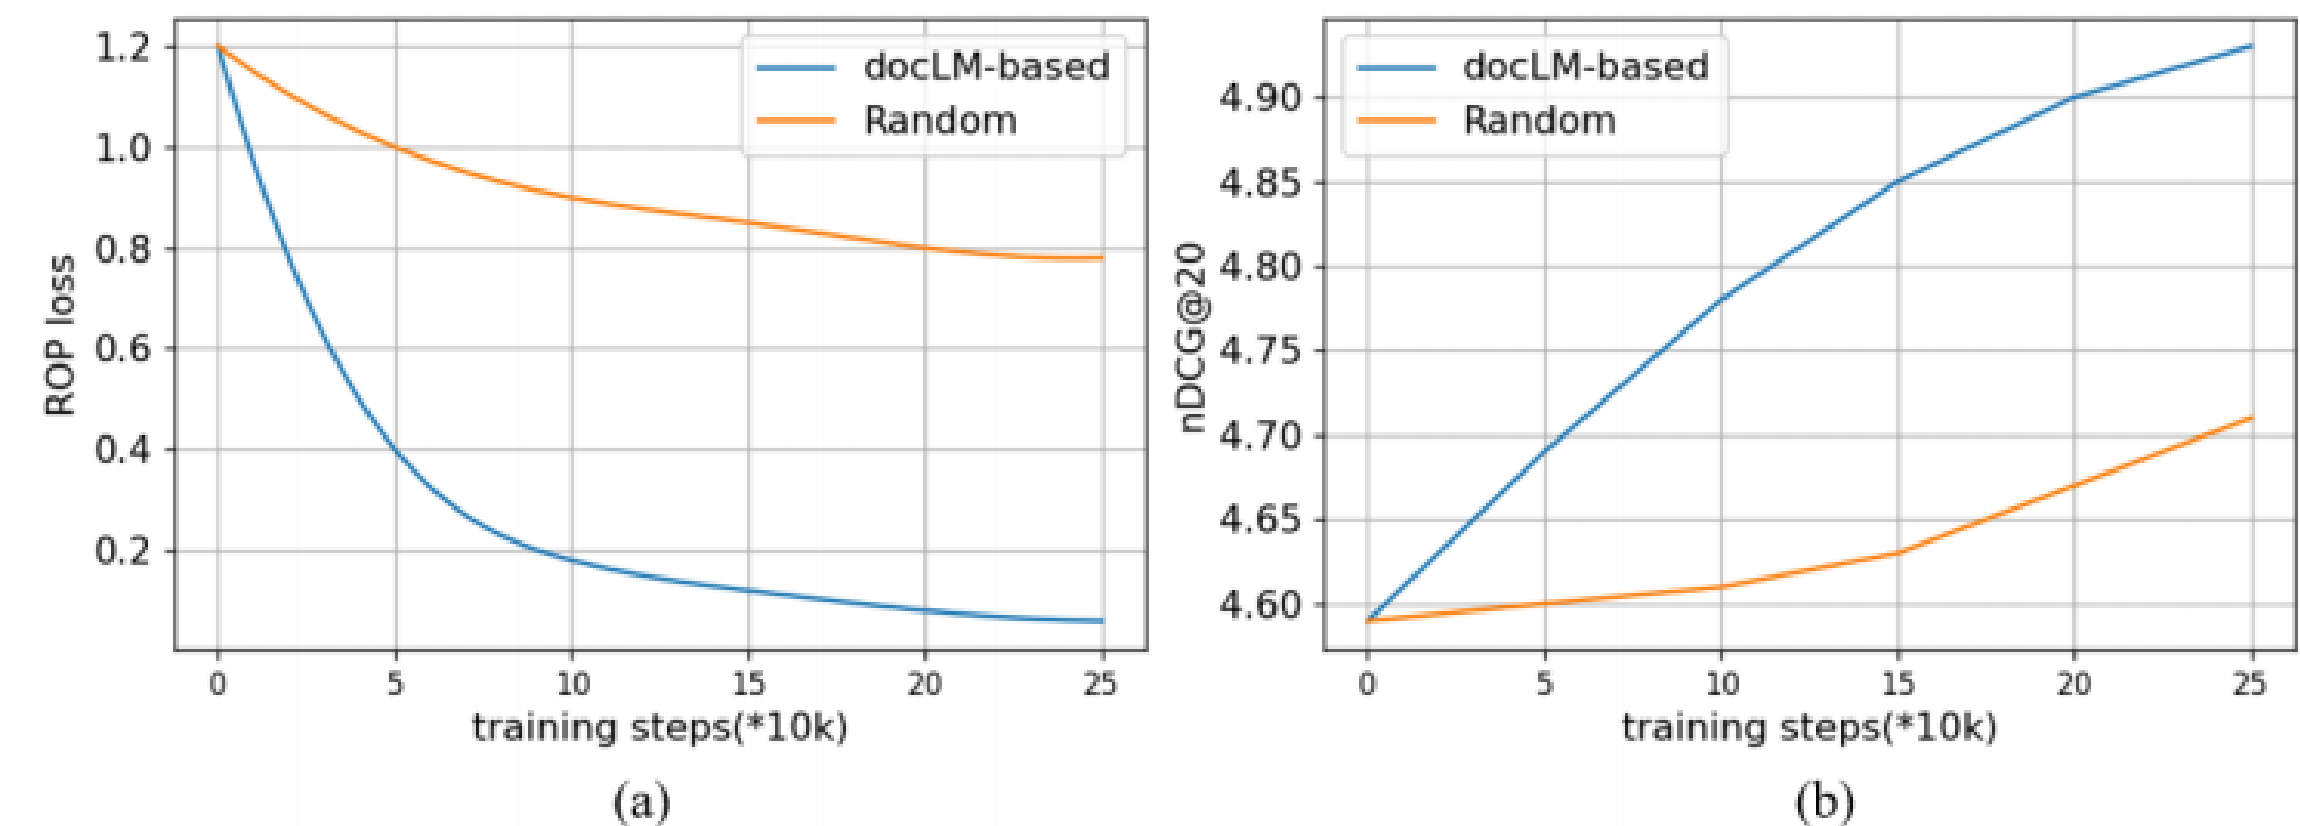 docLM-based
Random
1.2
1.0
0.8
0.6
0.4
0.2
ROP loss
0 5 10 15 20 25
training steps(*10k)
(a)
docLM-based
Random
4.90
4.85
4.80
4.75
4.70
4.65
4.60
nDCG@20
0 5 10 15 20 25
training steps(*10k)
(b)